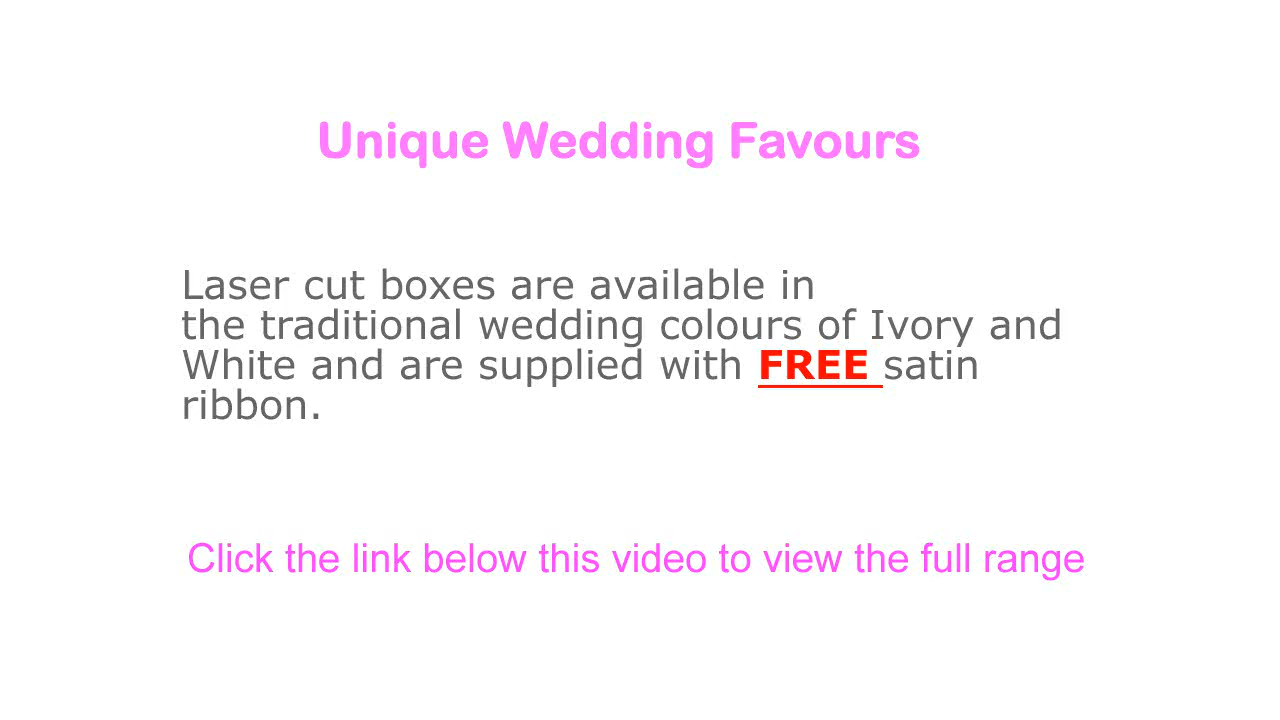 Unique Wedding Favours
Laser cut boxes are available in
the traditional wedding colours of Ivory and
White and are supplied with FREE satin
ribbon.
Click the link below this video to view the full range